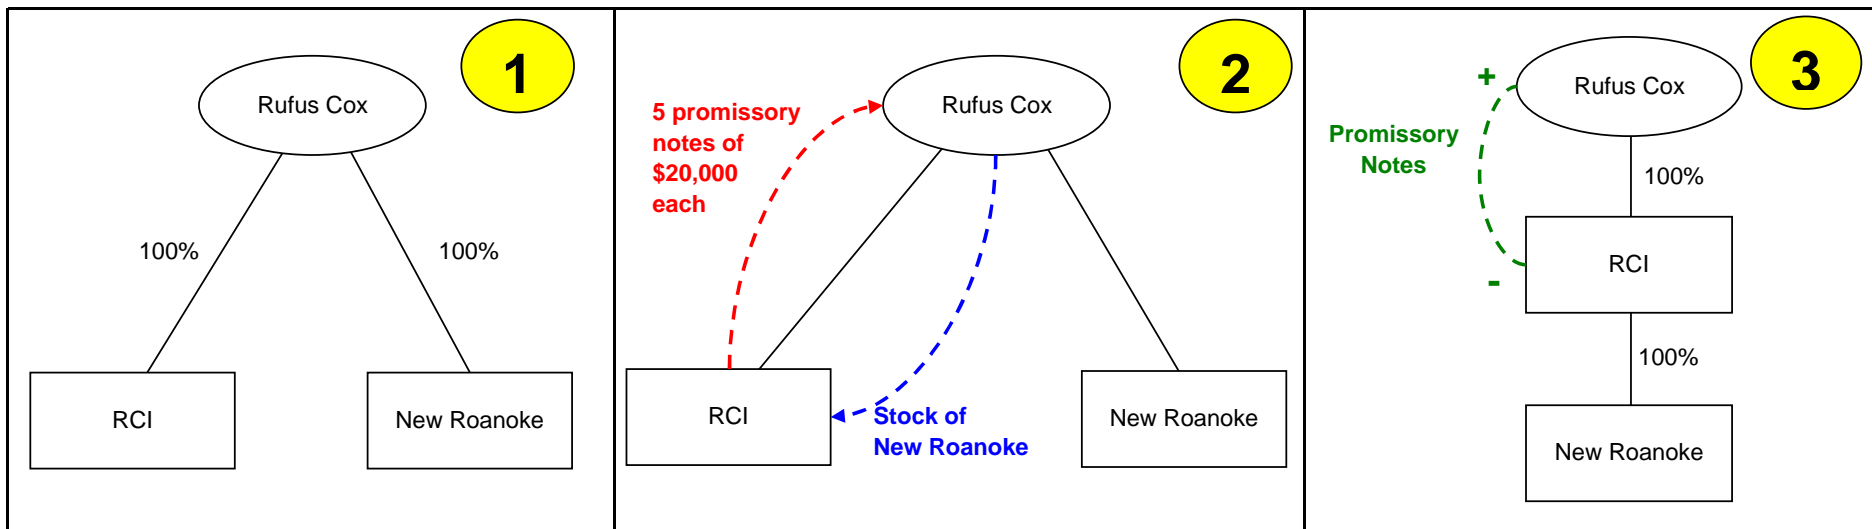 1
Rufus Cox
100%
100%
RCI
New Roanoke
2
Rufus Cox
5 promissory
notes of
$20,000
each
RCI
Stock of
New Roanoke
New Roanoke
3
+
Rufus Cox
Promissory
Notes
100%
RCI
-
100%
New Roanoke